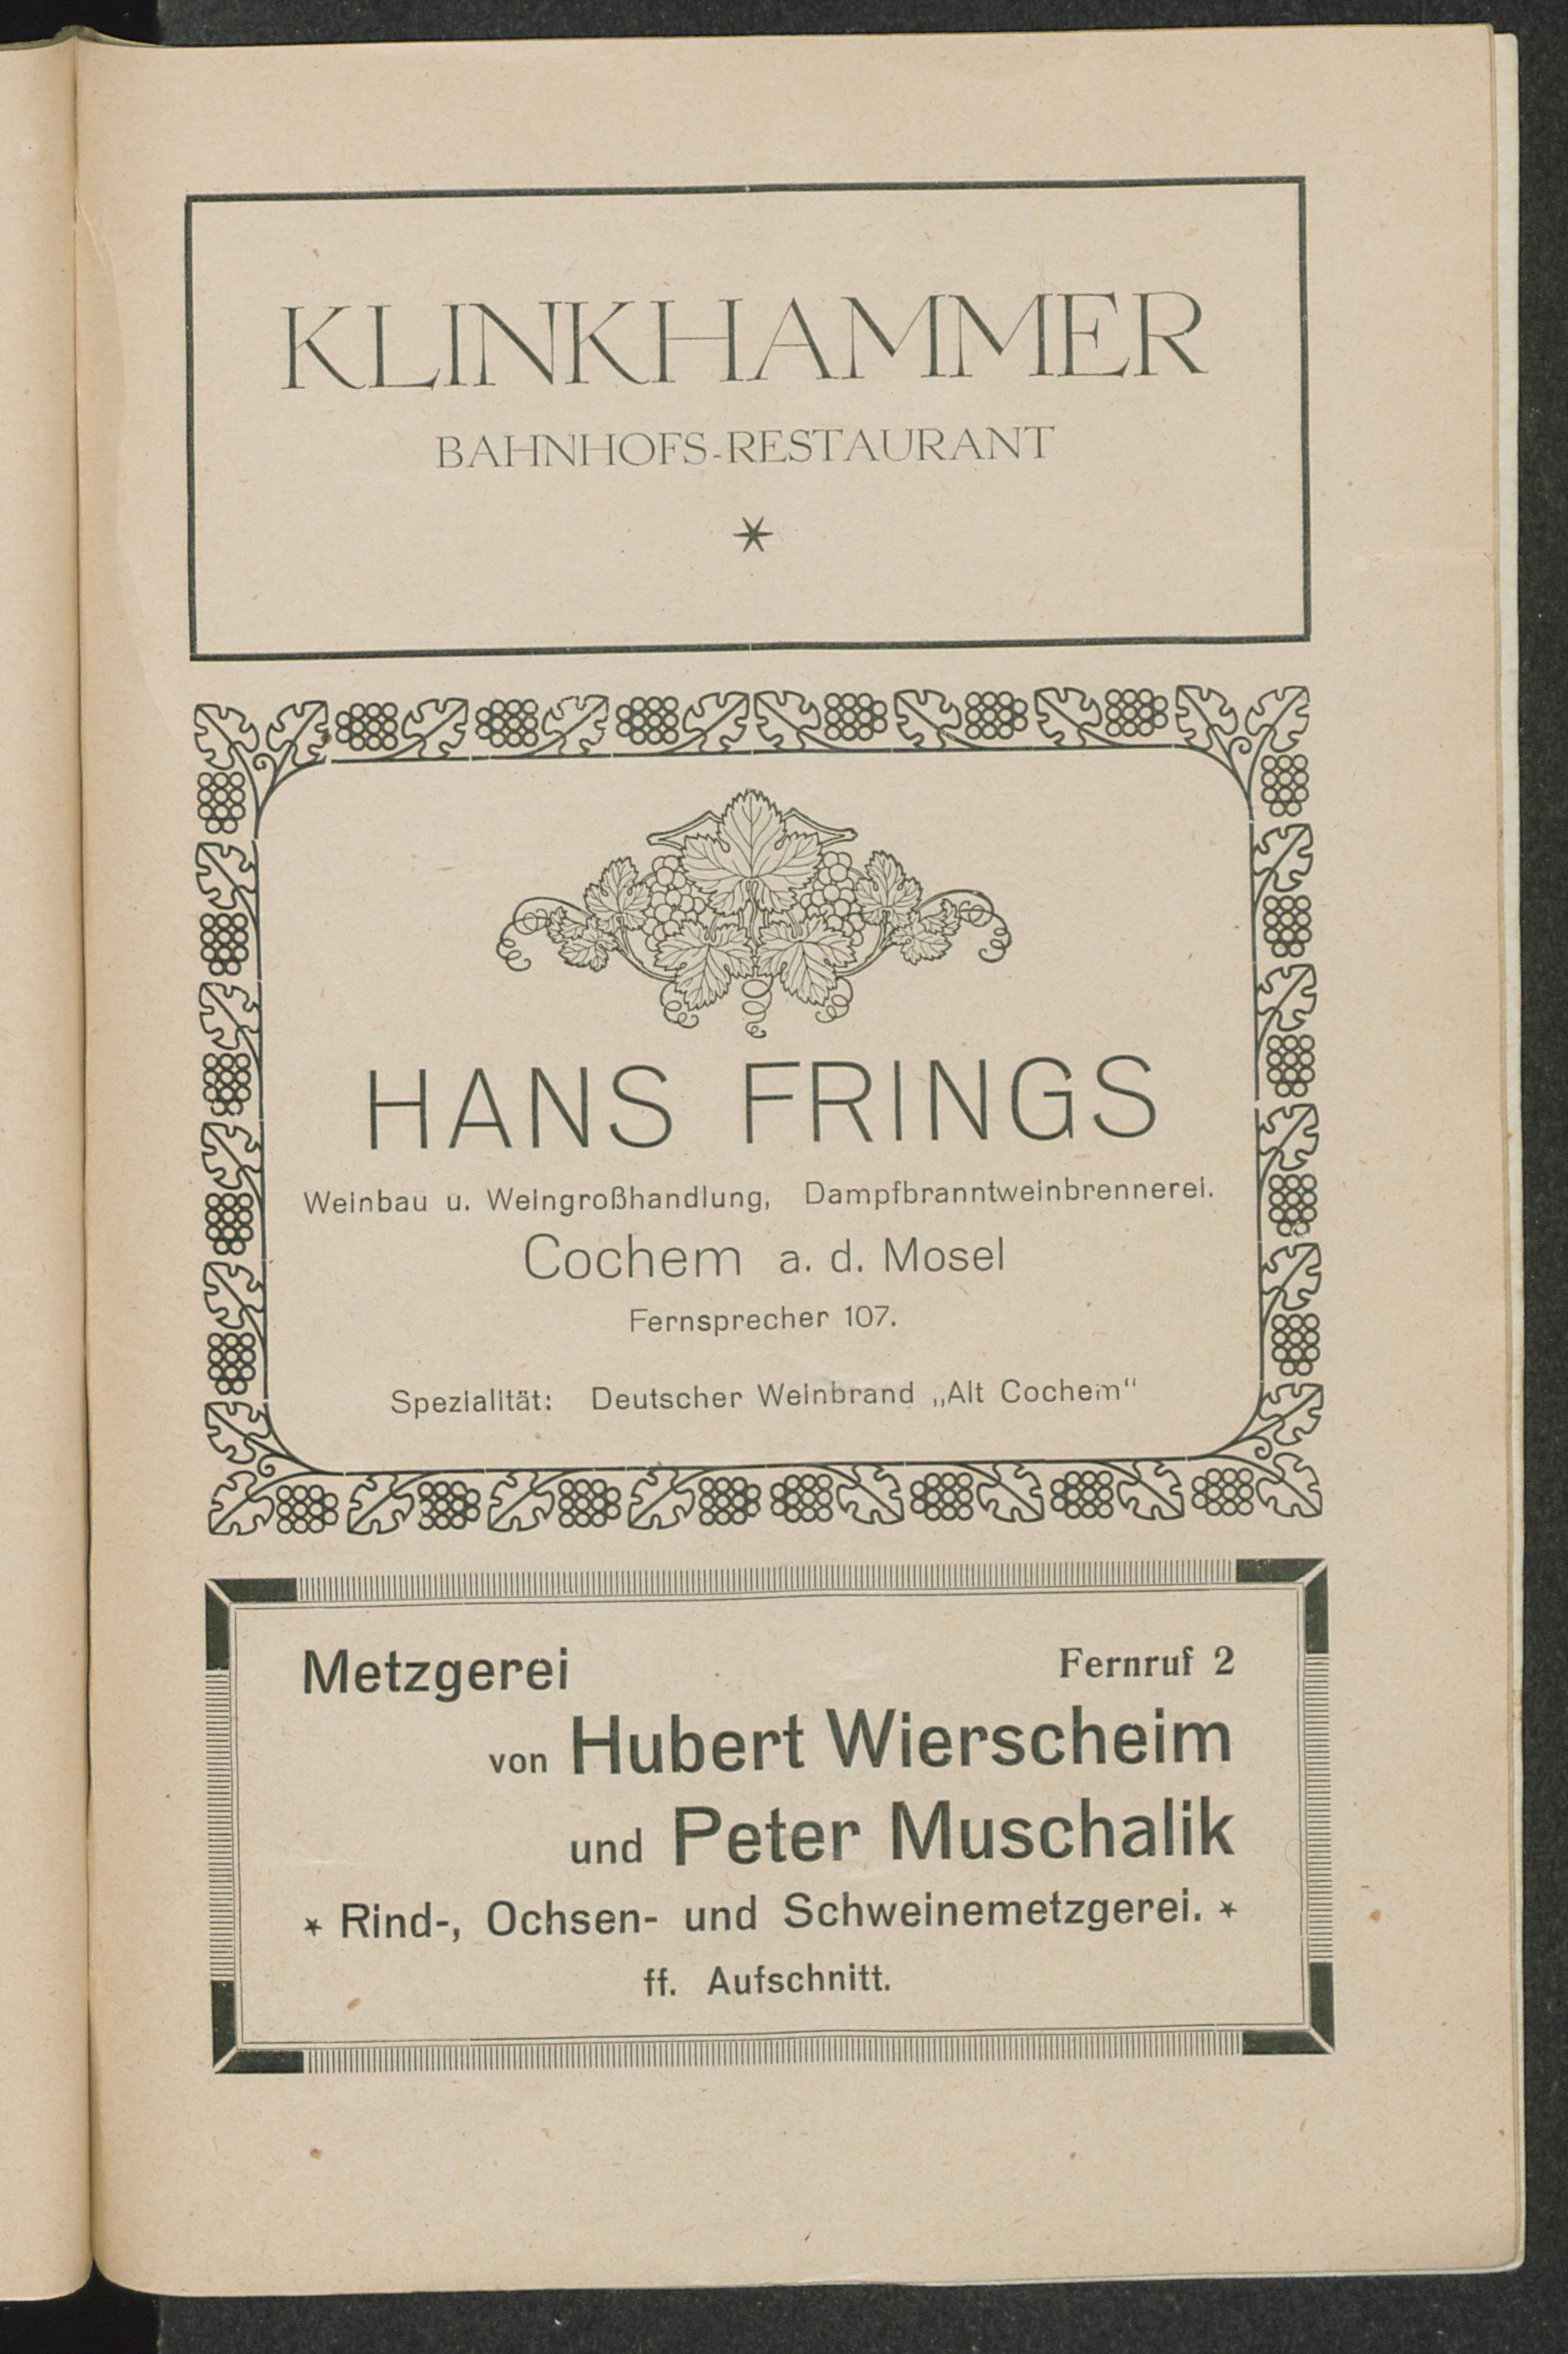 KLINKHAMMER
BAHNHOFS-RESTAURANT
*
HANS FRINGS
Weinbau u. Weingroßhandlung, Dampfbranntweinbrennerei.
Cochem a. d. Mosel
Fernsprecher 107.
Spezialität: Deutscher Weinbrand „Alt Cochem“
Metzgerei Fernruf 2
von Hubert Wierscheim
und Peter Muschalik
* Rind-, Ochsen- und Schweinemetzgerei. *
ff. Aufschnitt.